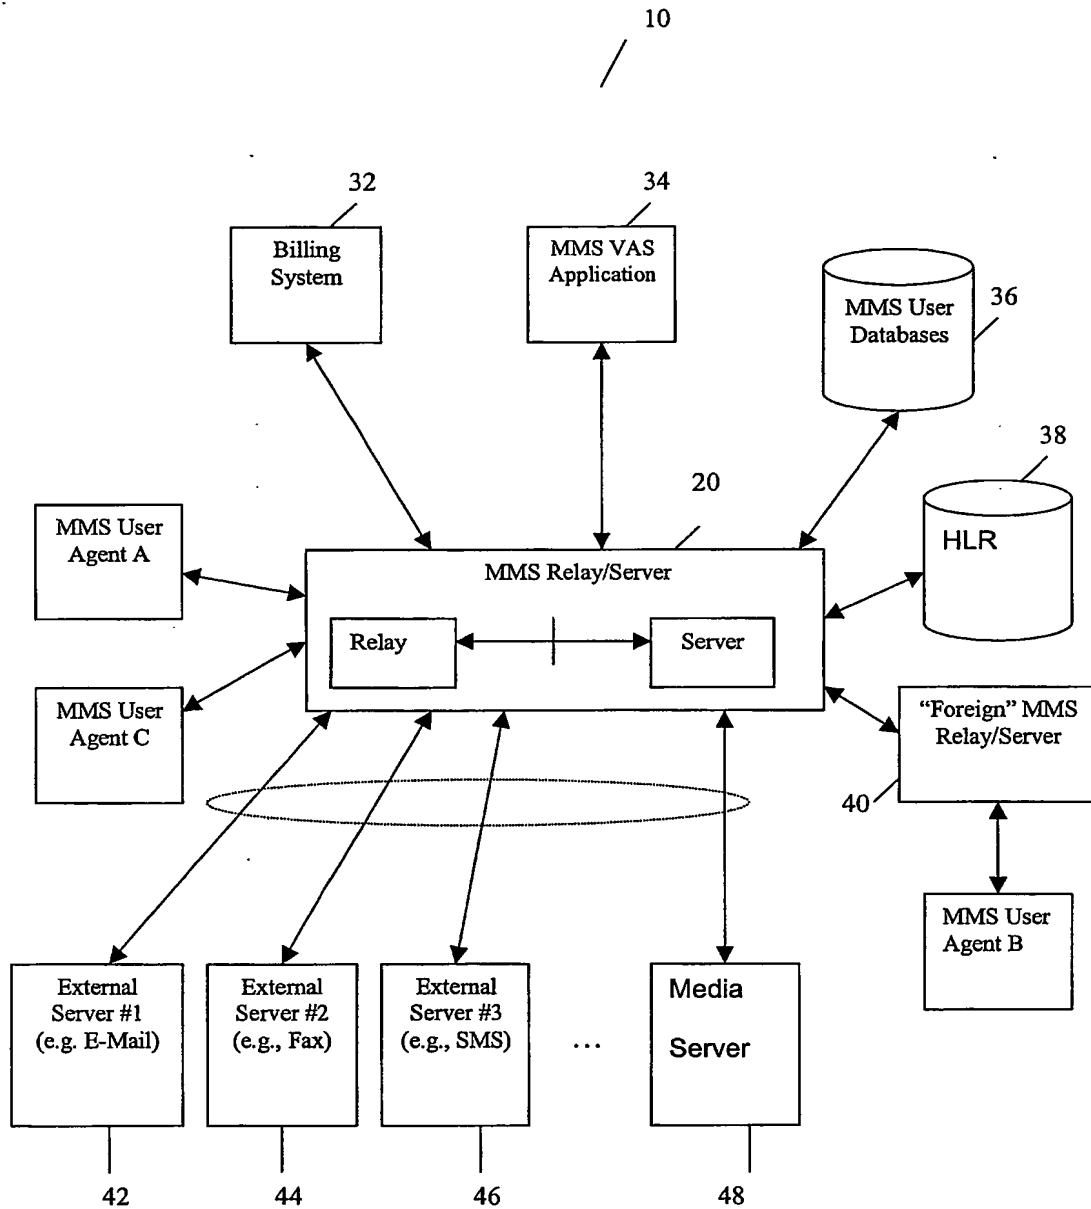 10
32
34
Billing
System
MMS VAS
Application
MMS User
Databases
36
38
20
MMS User
Agent A
HLR
MMS Relay/Server
Relay
Server
MMS User
Agent C
“Foreign” MMS
Relay/Server
40
MMS User
Agent B
External
Server #1
(e.g. E-Mail)
External
Server #2
(e.g., Fax)
External
Server #3
(e.g., SMS)
...
Media
Server
42
44
46
48